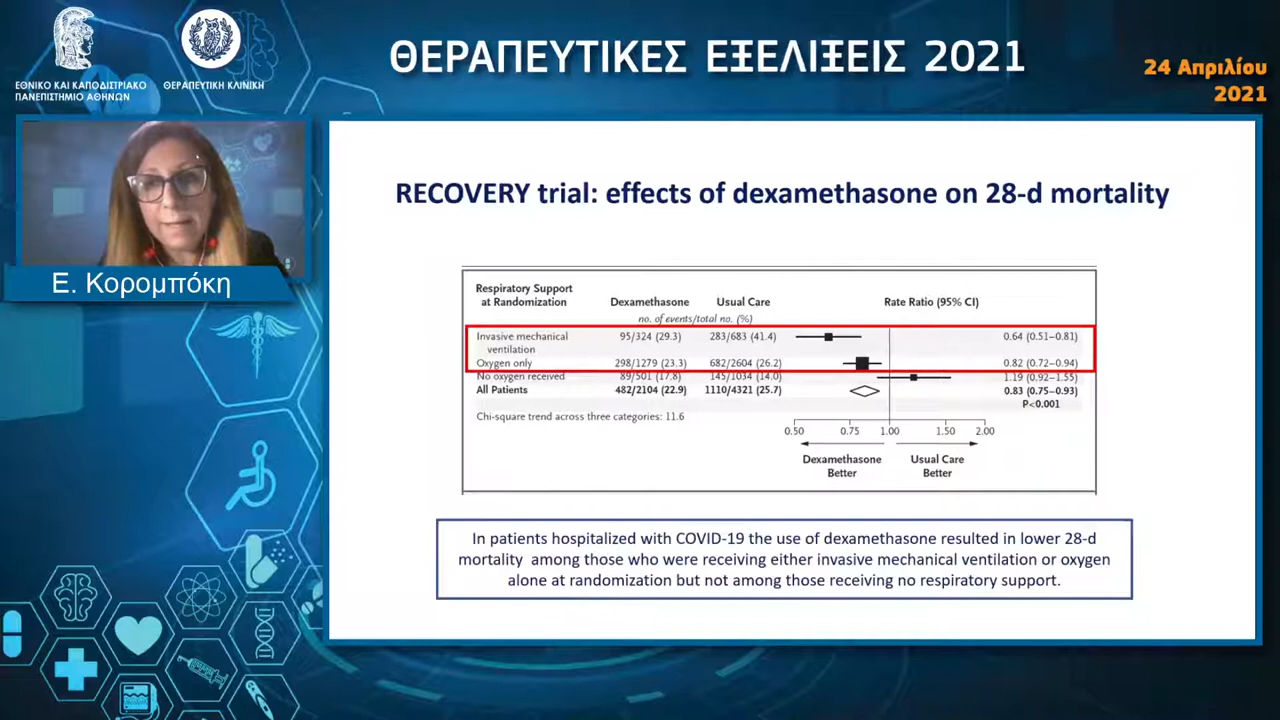 ΕΘΝΙΚΟ ΚΑΙ ΚΑΠΟΔΙΣΤΡΙΑΚΟ
ΠΑΝΕΠΙΣΤΗΜΙΟ ΑΘΗΝΩΝ
ΘΕΡΑΠΕΥΤΙΚΗ ΚΛΙΝΙΚΗ
ΘΕΡΑΠΕΥΤΙΚΕΣ ΕΞΕΛΙΞΕΙΣ 2021
24 Απριλίου
2021
Ε. Κορομπόκη
RECOVERY trial: effects of dexamethasone on 28-d mortality
Respiratory Support
at Randomization Dexamethasone Usual Care Rate Ratio (95% CI)
no. of events/total no. (%)
Invasive mechanical 95/324 (29.3) 283/683 (41.4) 0.64 (0.51–0.81)
ventilation
Oxygen only 298/1279 (23.3) 682/2604 (26.2) 0.82 (0.72–0.94)
No oxygen received 89/501 (17.8) 145/1034 (14.0) 1.19 (0.92–1.55)
All Patients 482/2104 (22.9) 1110/4321 (25.7) 0.83 (0.75–0.93)
P<0.001
Chi-square trend across three categories: 11.6
0.50 0.75 1.00 1.50 2.00
Dexamethasone Usual Care
Better Better
In patients hospitalized with COVID-19 the use of dexamethasone resulted in lower 28-d
mortality among those who were receiving either invasive mechanical ventilation or oxygen
alone at randomization but not among those receiving no respiratory support.